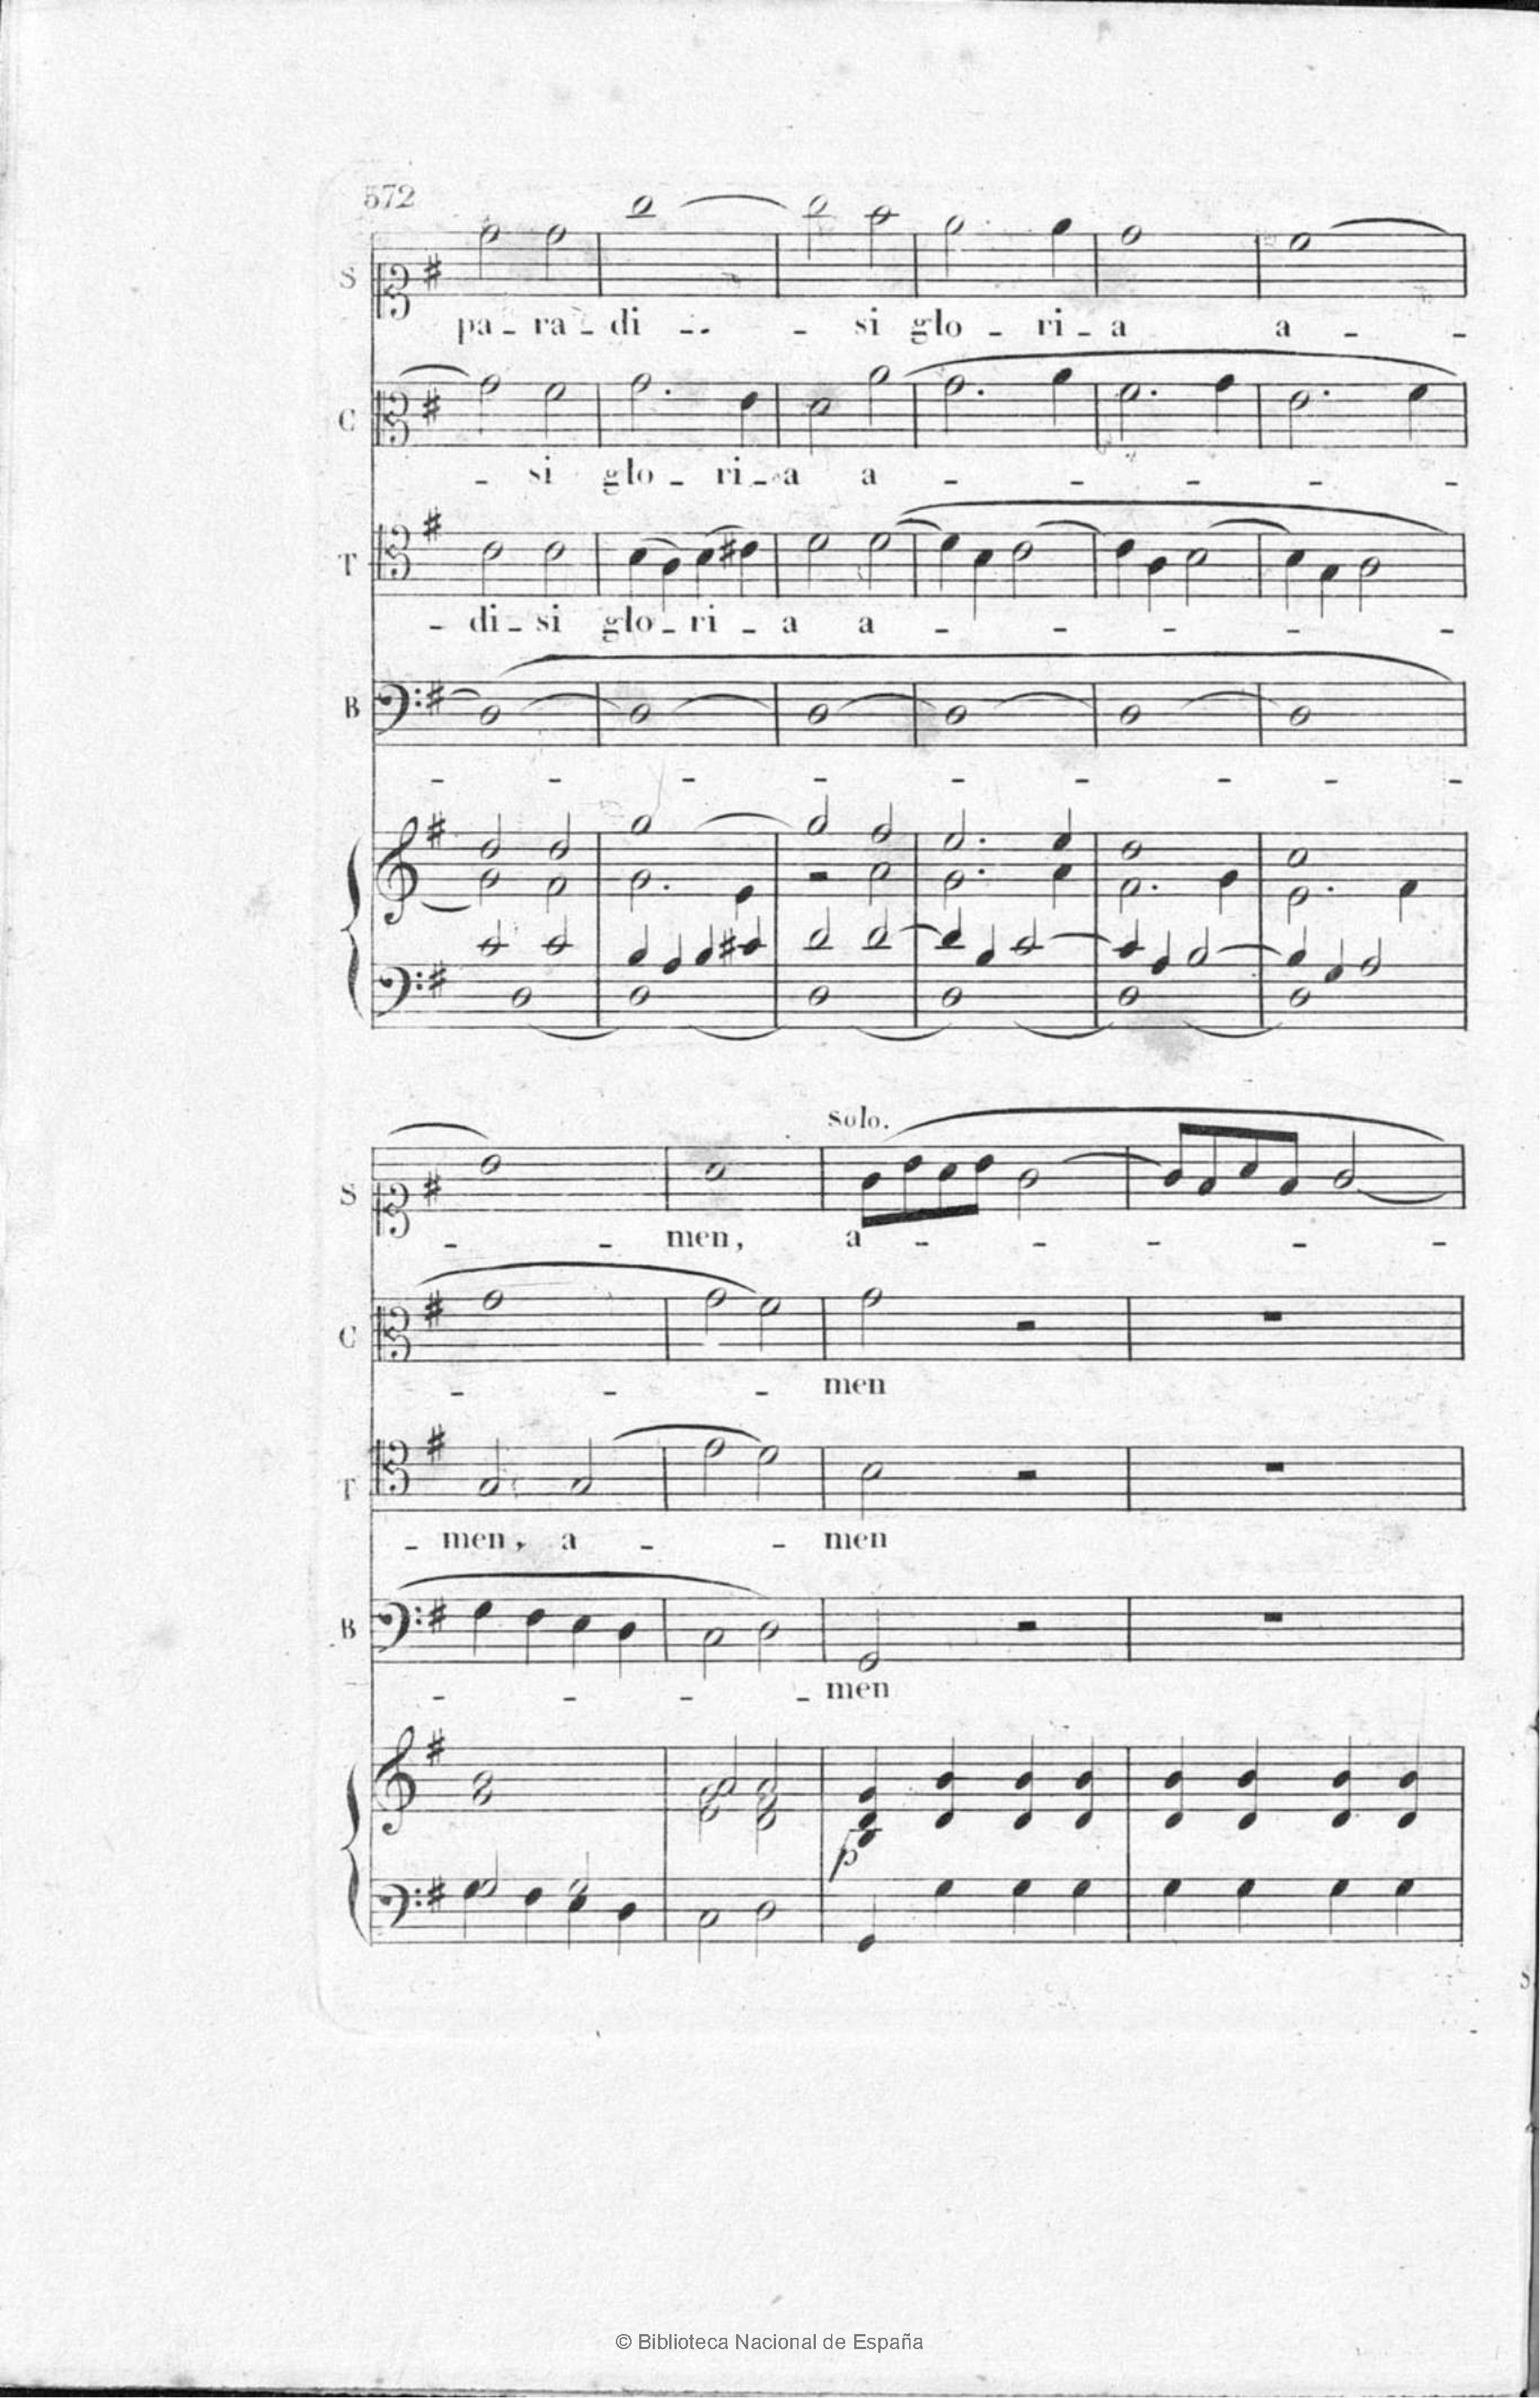 572
S
pa - ra - di - - si glo - ri - a a - -
C
- si glo - ri - a a - - - - -
T
- di - si glo - ri - a a - - - - -
B
- - - - - - - - -
solo.
S
- - men, a - - - - -
C
- - - men
T
- men, a - - men
B
- - - - men
p
© Biblioteca Nacional de España